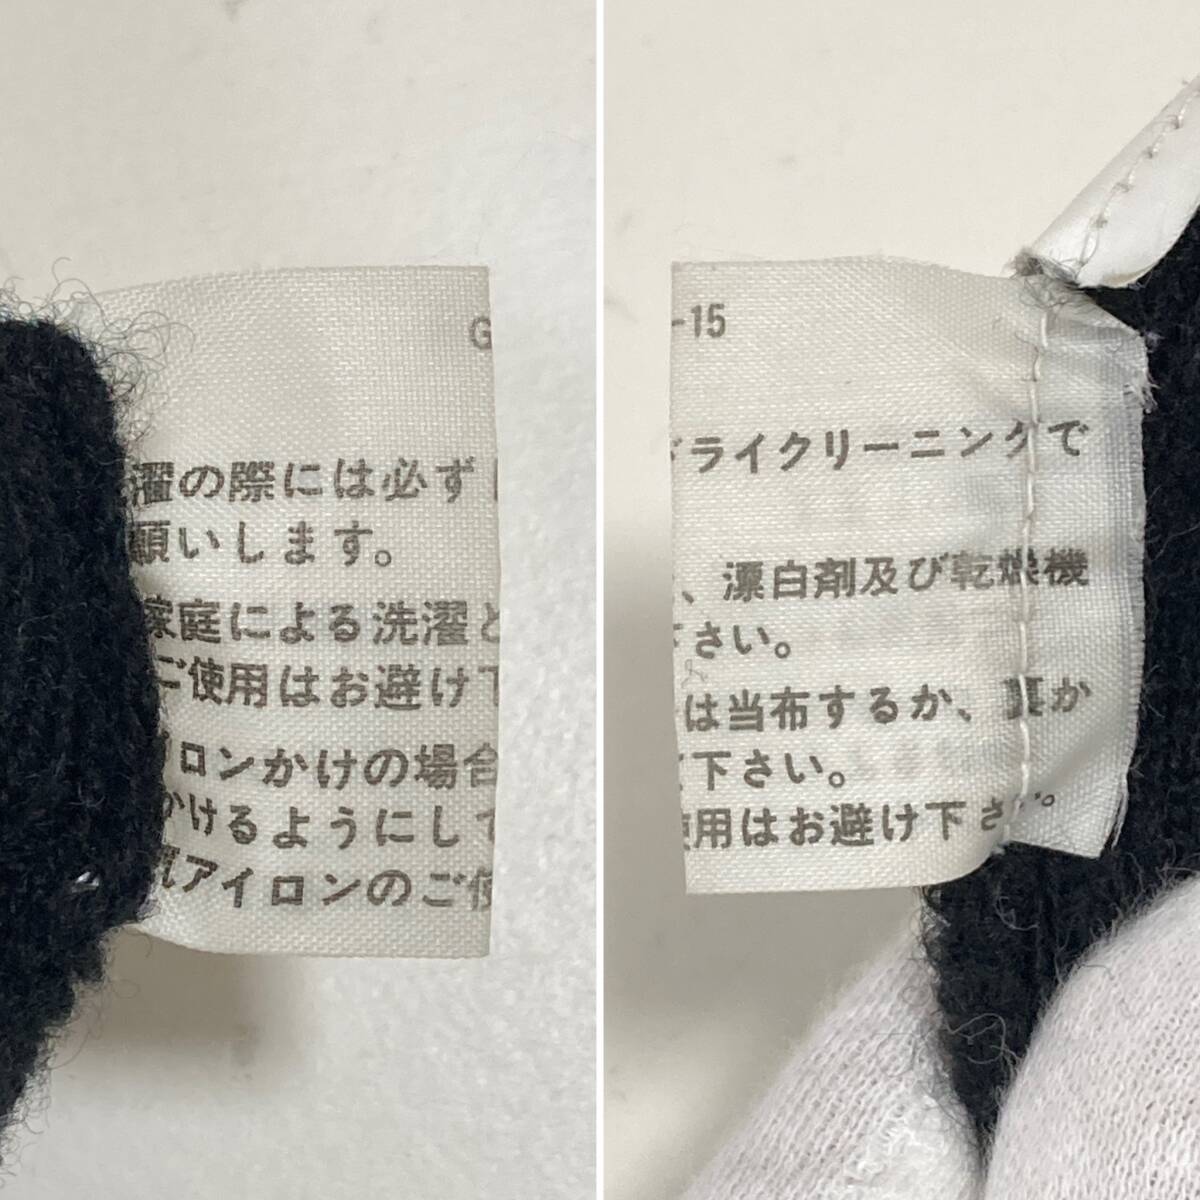 G
濯の際には必ず
願いします。
家庭による洗濯と
ご使用はお避け下
イロンかけの場合
かけるようにして
アイロンのご使
-15
ドライクリーニングで
、漂白剤及び乾燥機
下さい。
は当布するか、裏か
て下さい。
使用はお避け下さい。